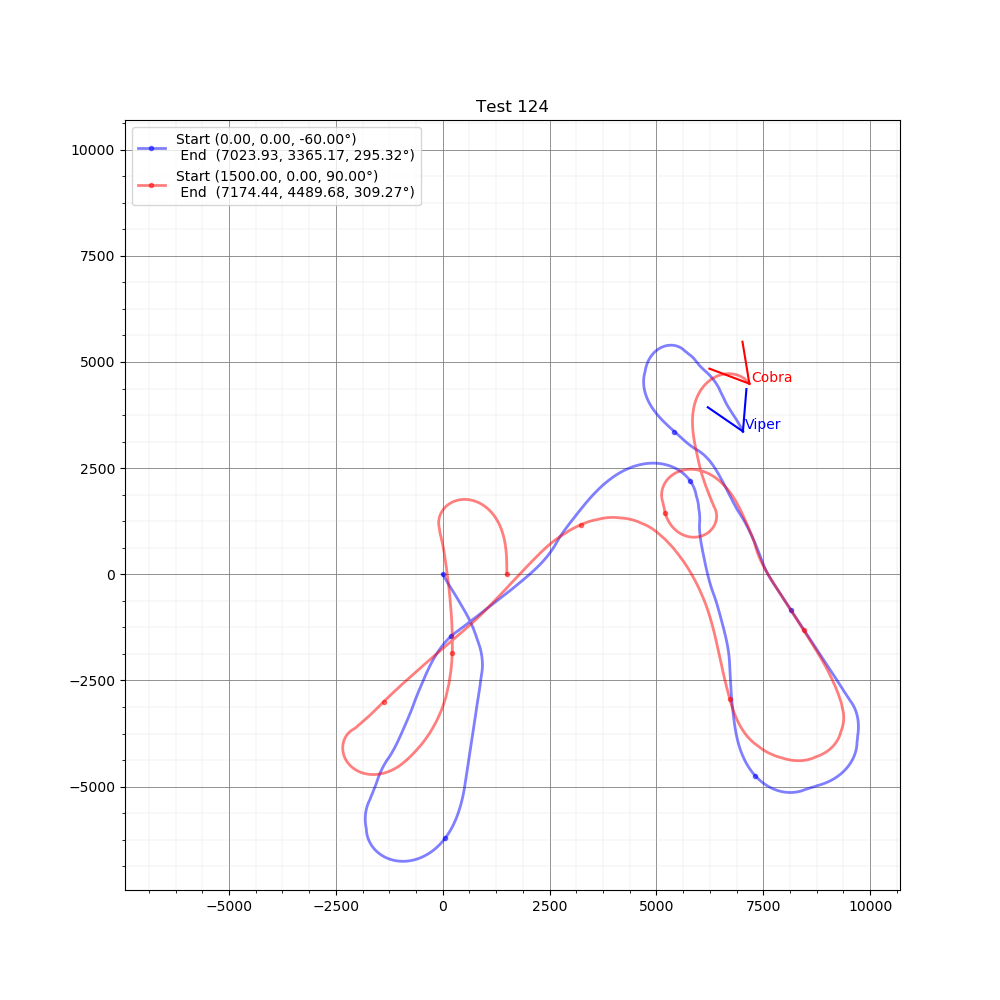 Test 124
Start (0.00, 0.00, -60.00°)
End (7023.93, 3365.17, 295.32°)
Start (1500.00, 0.00, 90.00°)
End (7174.44, 4489.68, 309.27°)
10000
7500
5000
2500
0
−2500
−5000
Cobra
Viper
−5000
−2500
0
2500
5000
7500
10000